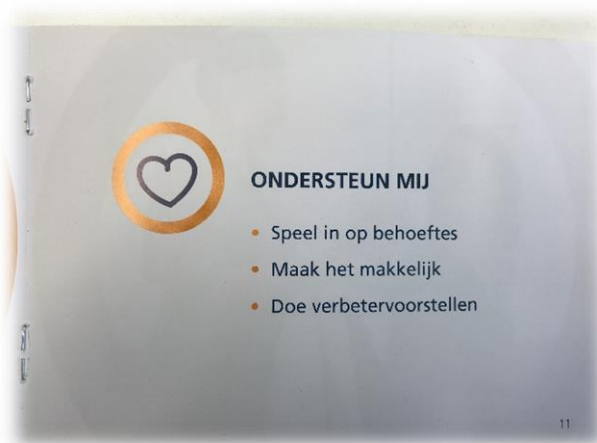 ONDERSTEUN MIJ
• Speel in op behoeftes
• Maak het makkelijk
• Doe verbetervoorstellen
11